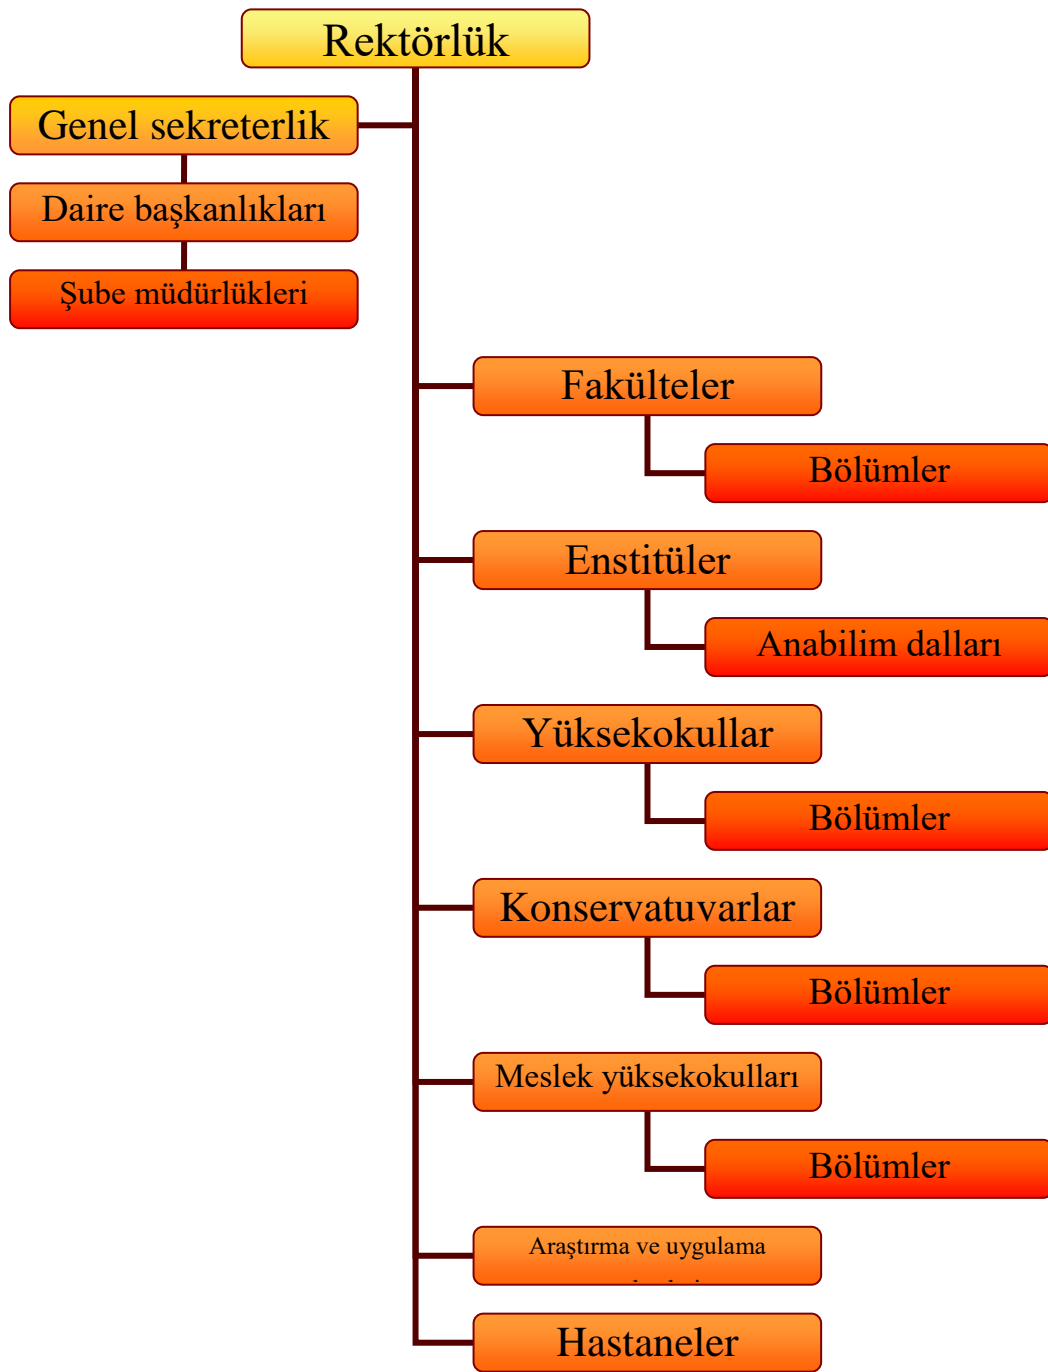 Rektörlük
Genel sekreterlik
Daire başkanlıkları
Şube müdürlükleri
Fakülteler
Bölümler
Enstitüler
Anabilim dalları
Yüksekokullar
Bölümler
Konservatuvarlar
Bölümler
Meslek yüksekokulları
Bölümler
Araştırma ve uygulama
Hastaneler